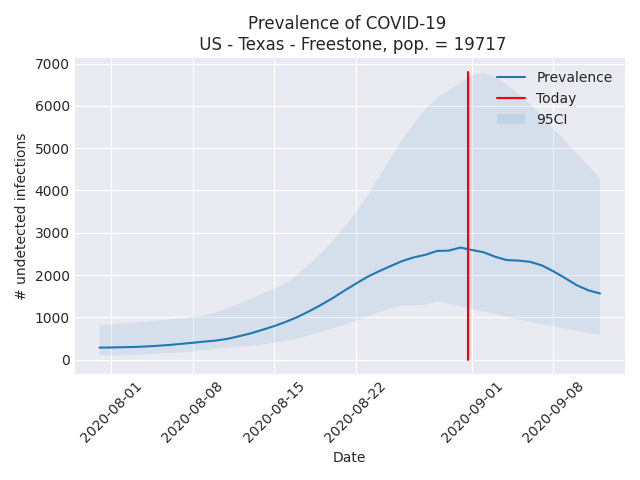 Prevalence of COVID-19
US - Texas - Freestone, pop. = 19717
7000
6000
5000
4000
3000
2000
1000
0
# undetected infections
Prevalence
Today
95CI
2020-08-01
2020-08-08
2020-08-15
2020-08-22
2020-09-01
2020-09-08
Date